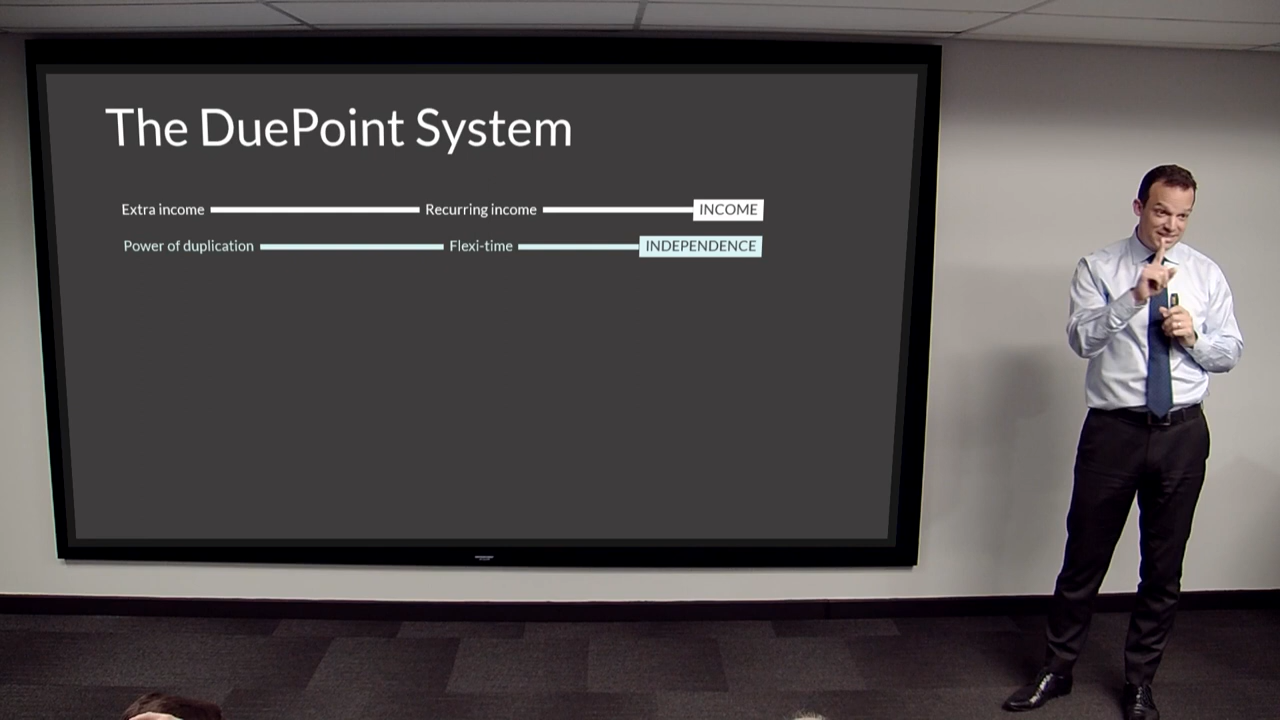 The DuePoint System
Extra income Recurring income INCOME
Power of duplication Flexi-time INDEPENDENCE